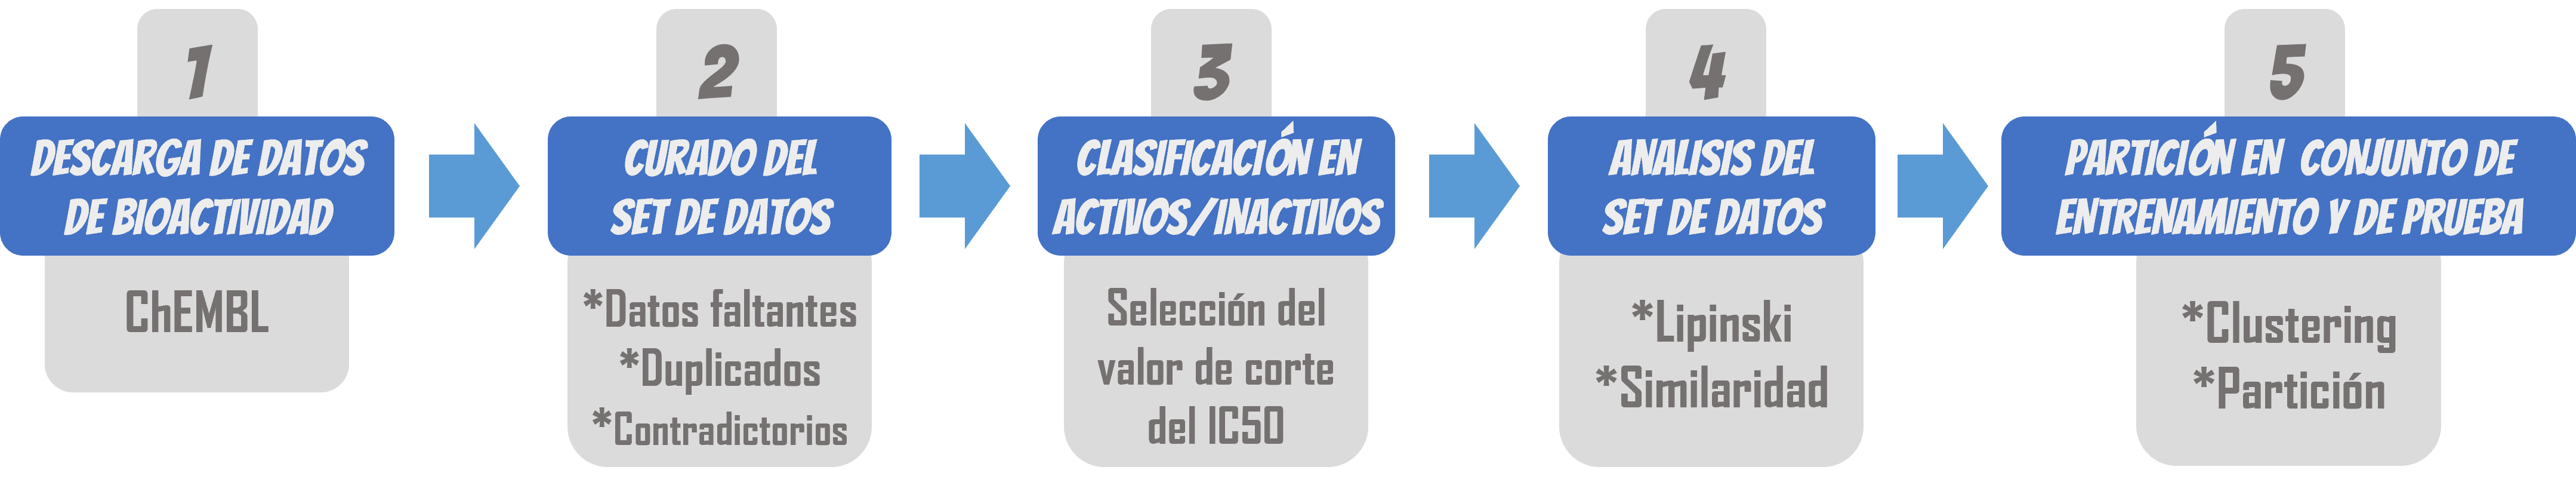 1
DESCARGA DE DATOS
DE BIOACTIVIDAD
ChEMBL
2
CURADO DEL
SET DE DATOS
*Datos faltantes
*Duplicados
*Contradictorios
3
CLASIFICACIÓN EN
ACTIVOS/INACTIVOS
Selección del
valor de corte
del IC50
4
ANALISIS DEL
SET DE DATOS
*Lipinski
*Similaridad
5
PARTICIÓN EN CONJUNTO DE
ENTRENAMIENTO Y DE PRUEBA
*Clustering
*Partición